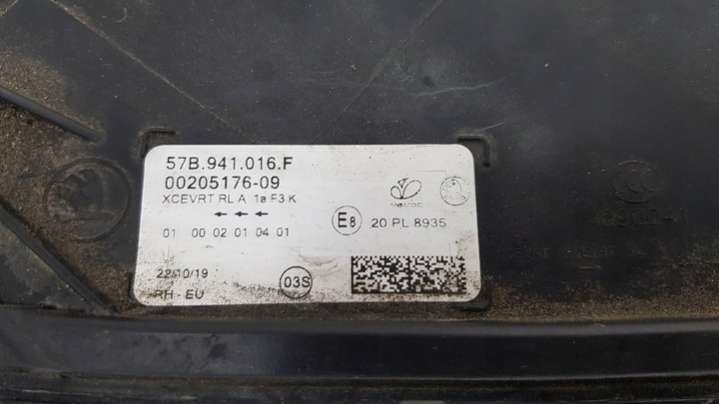 57B.941.016.F
00205176-09
XCEVRT RL A 1a F3 K
←←←
E8 20 PL 8935
01 00 02 01 04 01
22/10/19
03S
RH - EU